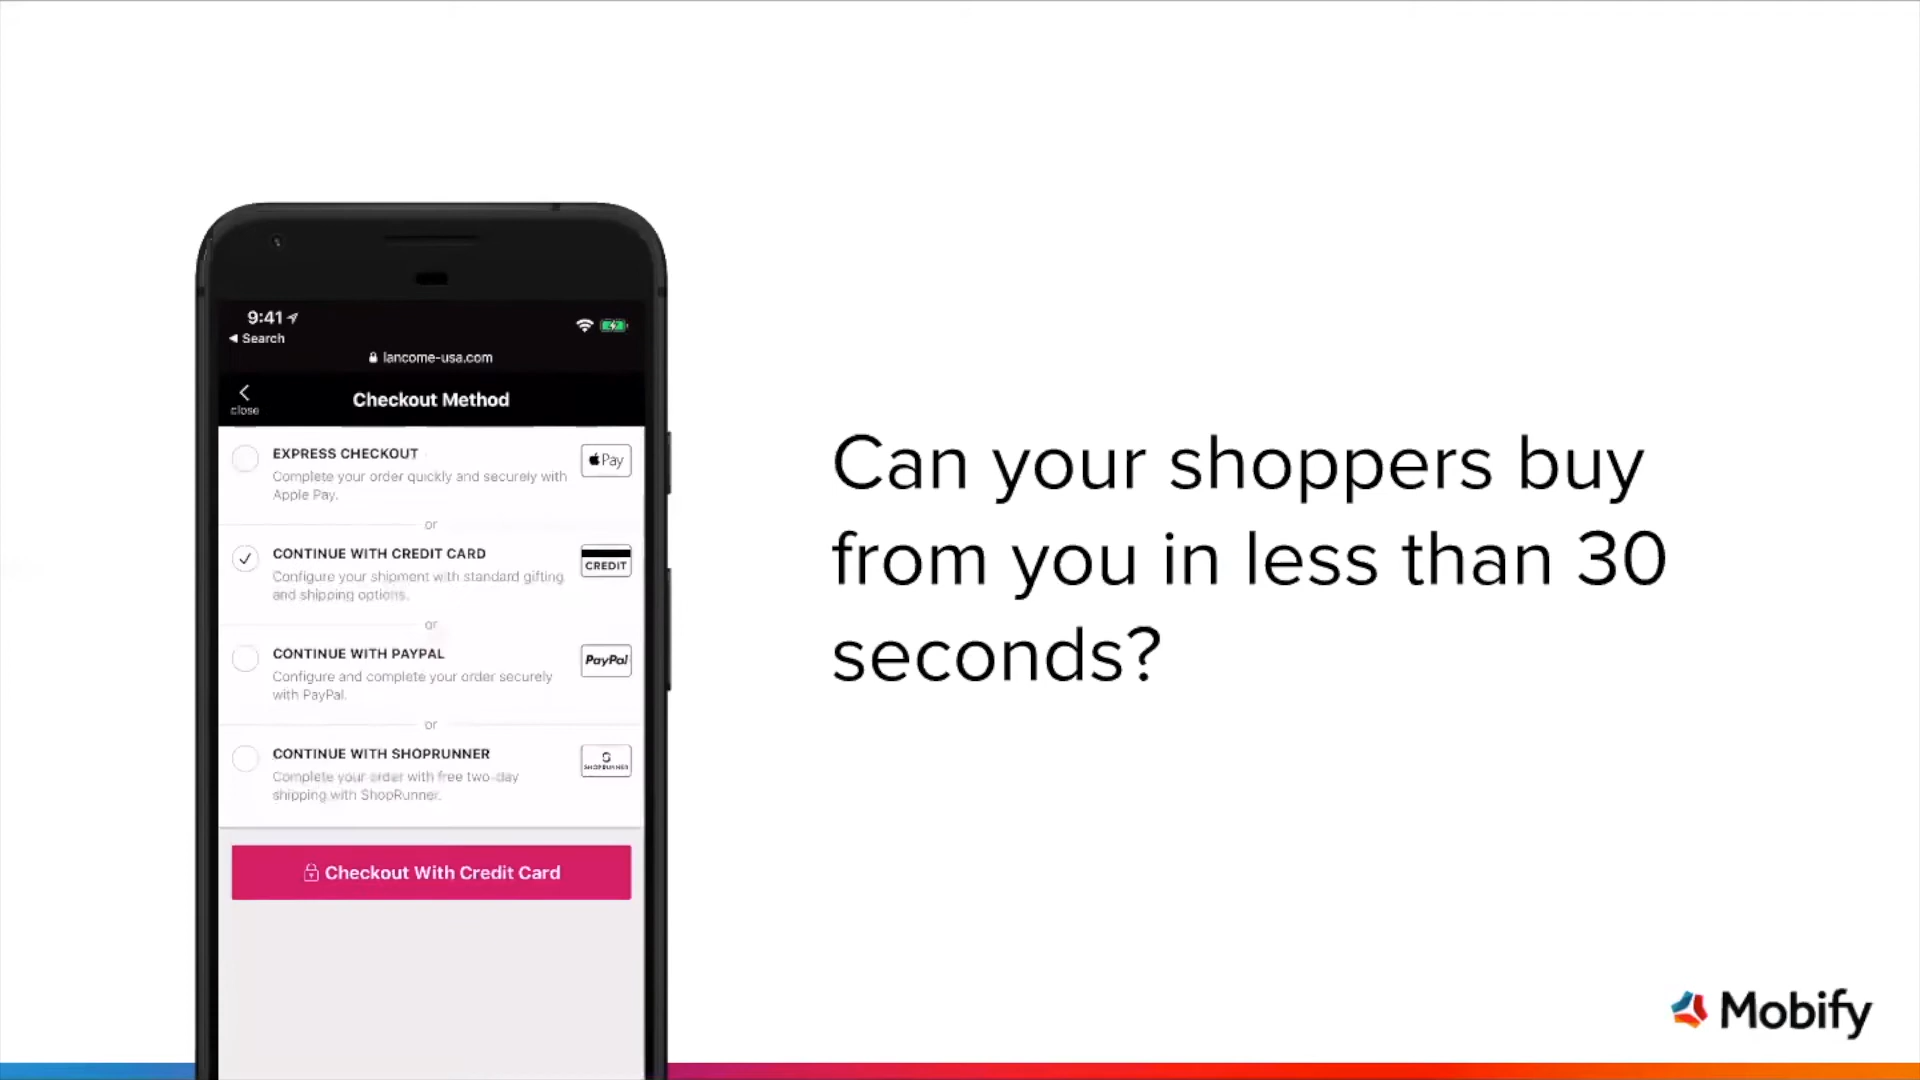 9:41
Search
lancome-usa.com
close
Checkout Method
EXPRESS CHECKOUT
Pay
Complete your order quickly and securely with
Apple Pay.
or
CONTINUE WITH CREDIT CARD
CREDIT
Configure your shipment with standard gifting
and shipping options.
or
CONTINUE WITH PAYPAL
PayPal
Configure and complete your order securely
with PayPal.
or
CONTINUE WITH SHOPRUNNER
SHOPRUNNER
Complete your order with free two-day
shipping with ShopRunner.
Checkout With Credit Card
Can your shoppers buy
from you in less than 30
seconds?
Mobify